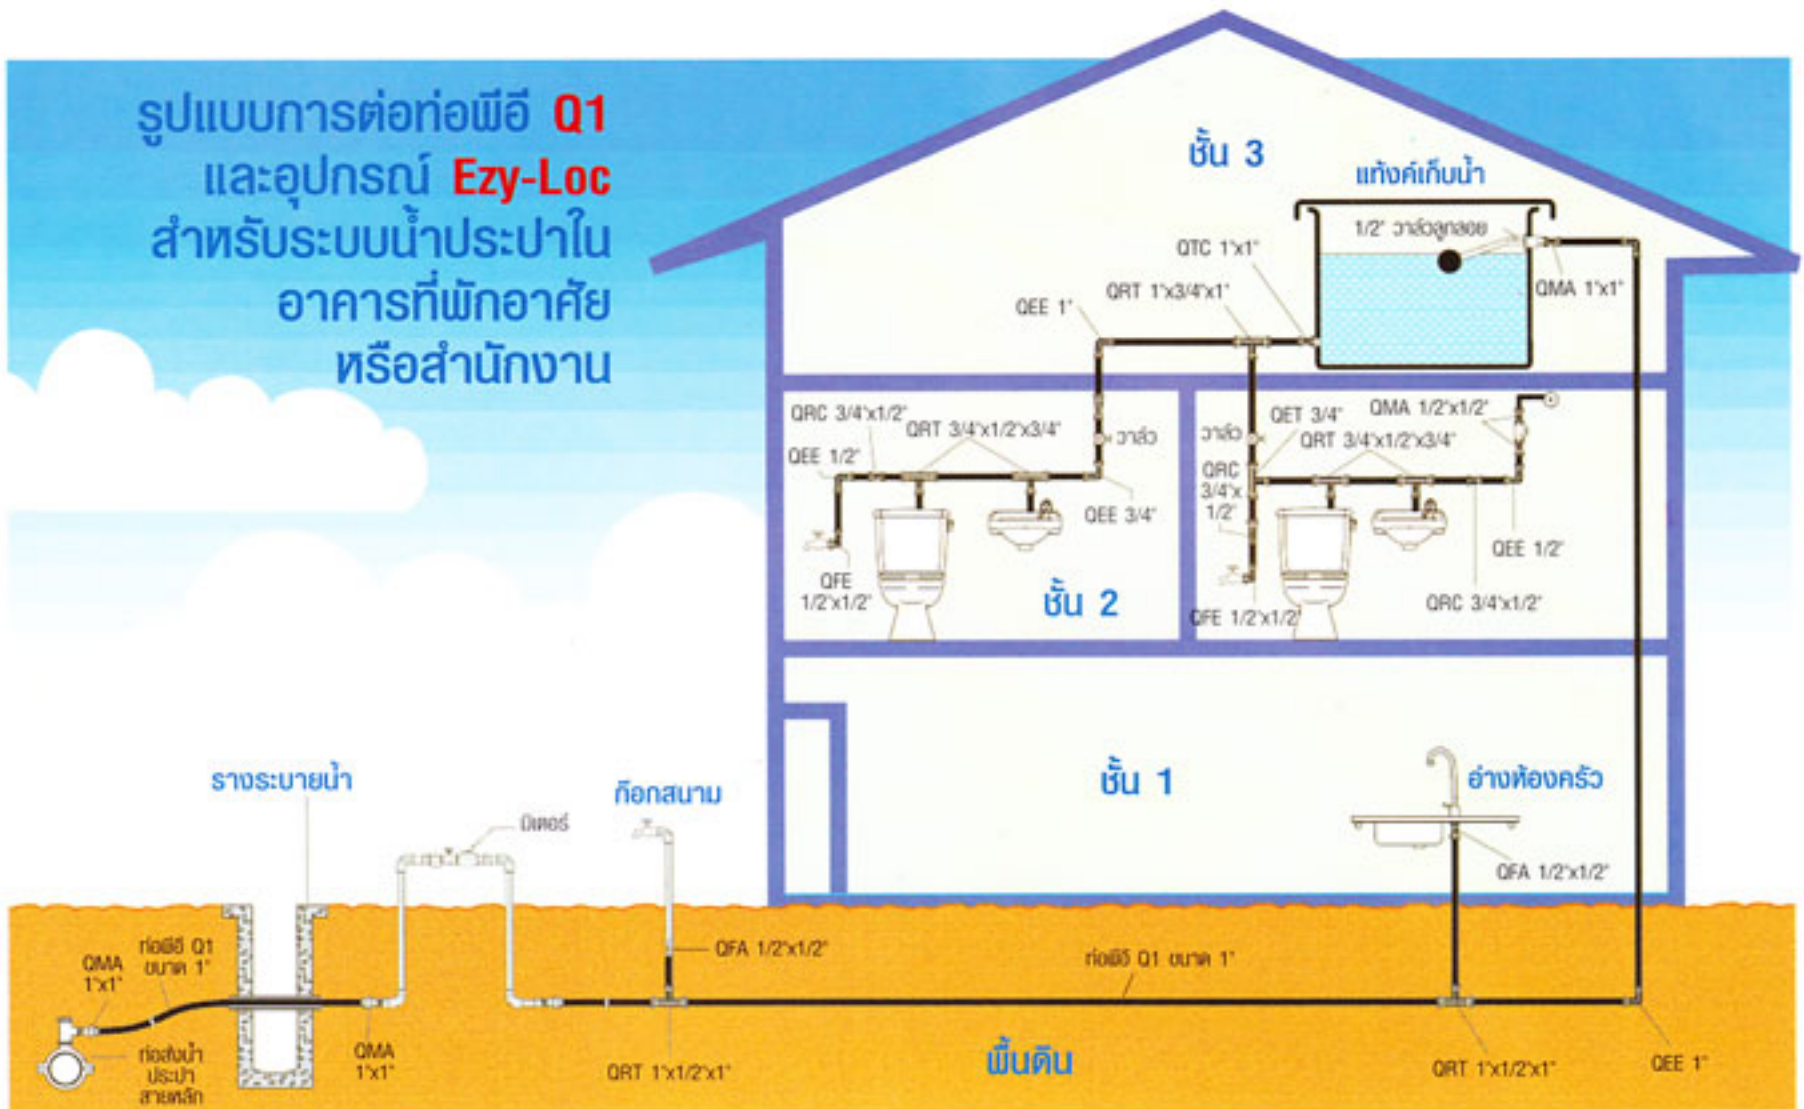 รูปแบบการต่อท่อพีอี Q1
และอุปกรณ์ Ezy-Loc
สำหรับระบบน้ำประปาใน
อาคารที่พักอาศัย
หรือสำนักงาน
ชั้น 3
แท้งค์เก็บน้ำ
1/2" วาล์วลูกลอย
QTC 1"x1"
QMA 1"x1"
QRT 1"x3/4"x1"
QEE 1"
QRC 3/4"x1/2"
QRT 3/4"x1/2"x3/4"
วาล์ว
QEE 1/2"
QEE 3/4"
QFE
1/2"x1/2"
ชั้น 2
วาล์ว
QET 3/4"
QMA 1/2"x1/2"
QRT 3/4"x1/2"x3/4"
QRC
3/4"x
1/2"
QEE 1/2"
QRC 3/4"x1/2"
QFE 1/2"x1/2"
ชั้น 1
อ่างห้องครัว
QFA 1/2"x1/2"
รางระบายน้ำ
มิเตอร์
ก๊อกสนาม
QMA
1"x1"
ท่อพีอี Q1
ขนาด 1"
QFA 1/2"x1/2"
ท่อพีอี Q1 ขนาด 1"
ท่อส่งน้ำ
ประปา
สายหลัก
QMA
1"x1"
QRT 1"x1/2"x1"
พื้นดิน
QRT 1"x1/2"x1"
QEE 1"